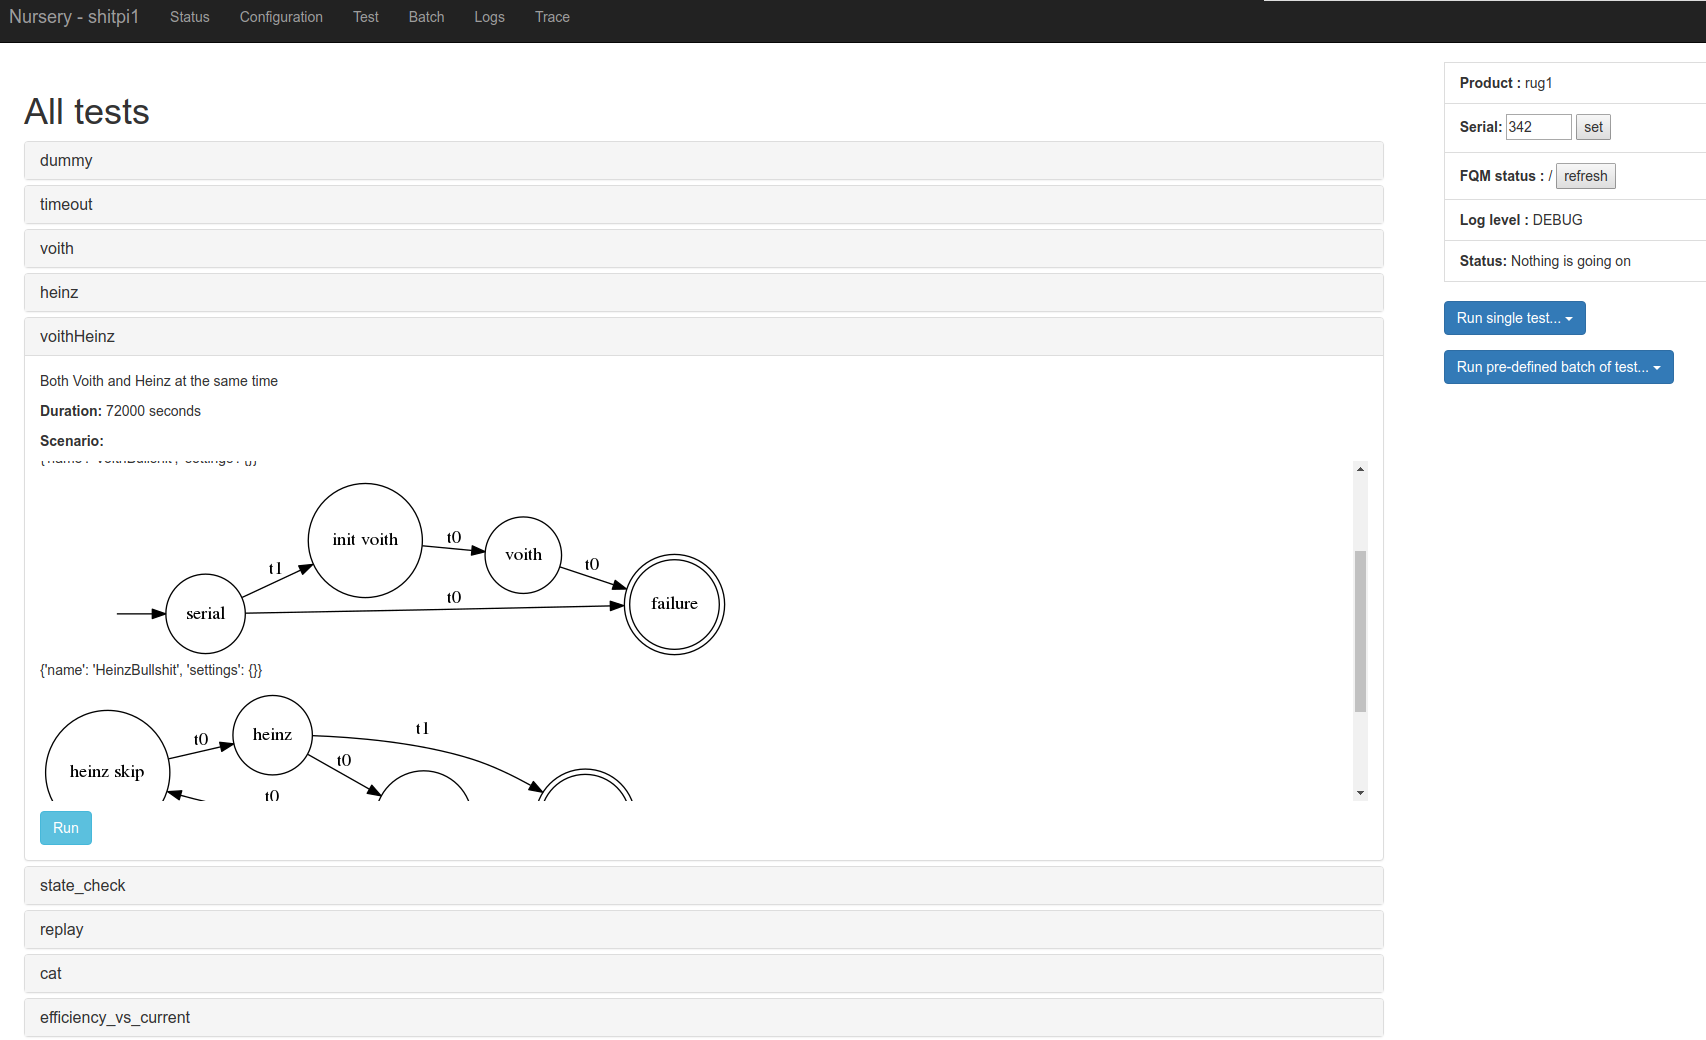 Nursery - shitpi1 Status Configuration Test Batch Logs Trace
All tests
dummy
timeout
voith
heinz
voithHeinz
Both Voith and Heinz at the same time
Duration: 72000 seconds
Scenario:
{'name': 'VoithBullshit', 'settings': {}}
init voith
t0
voith
t0
t1
t0
serial
failure
{'name': 'HeinzBullshit', 'settings': {}}
heinz
t1
t0
t0
heinz skip
t0
Run
state_check
replay
cat
efficiency_vs_current
Product : rug1
Serial: 342 set
FQM status : / refresh
Log level : DEBUG
Status: Nothing is going on
Run single test...
Run pre-defined batch of test...